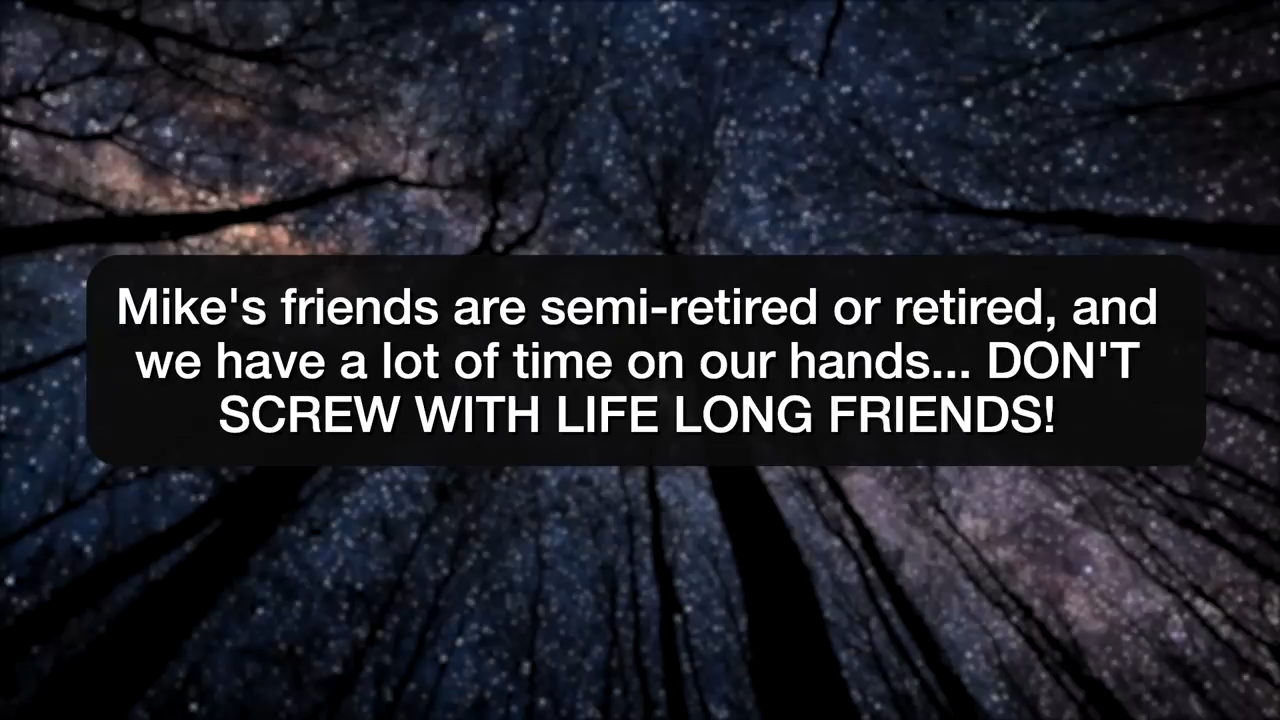 Mike's friends are semi-retired or retired, and
we have a lot of time on our hands... DON'T
SCREW WITH LIFE LONG FRIENDS!